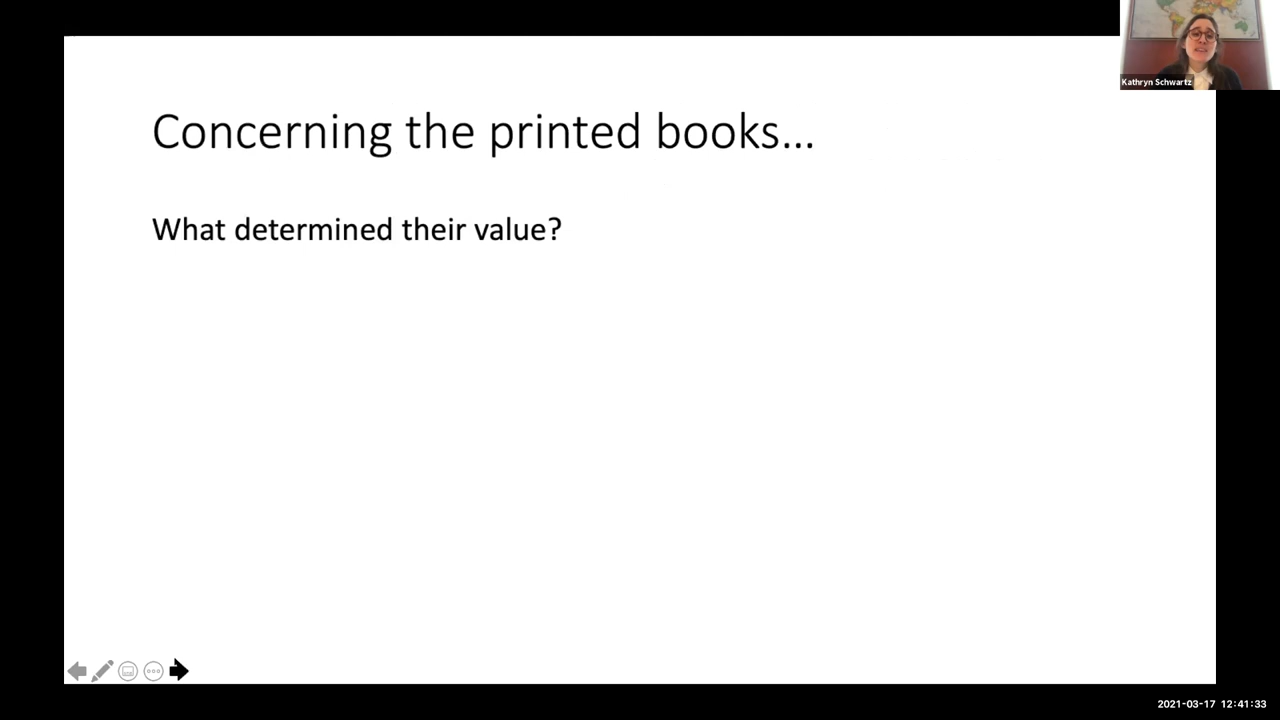 Kathryn Schwartz
Concerning the printed books...
What determined their value?
2021-03-17 12:41:33